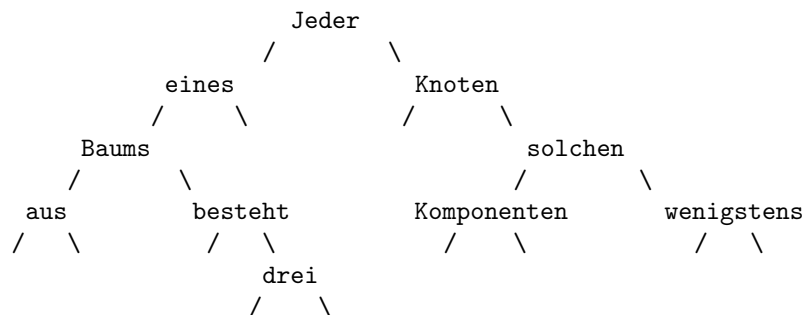 Jeder
eines Knoten
Baums solchen
aus besteht Komponenten wenigstens
drei